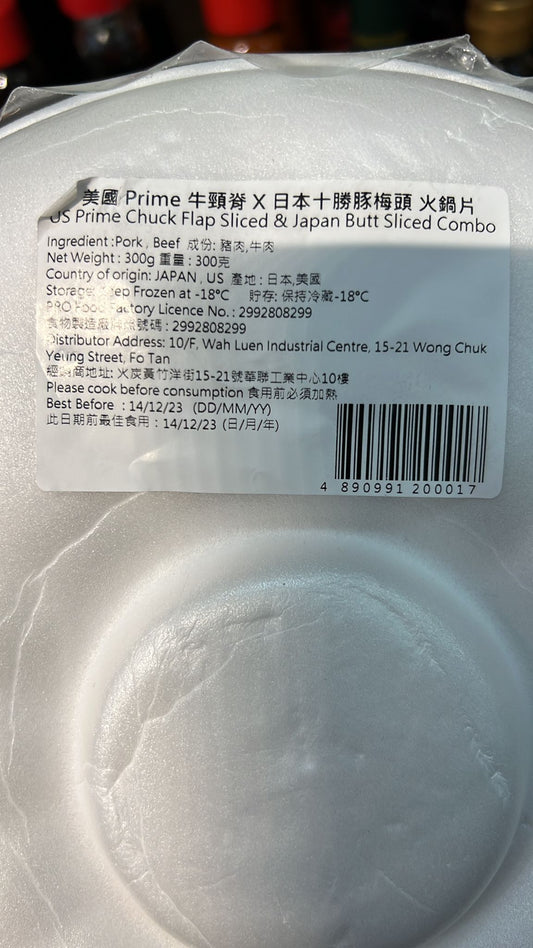 美國 Prime 牛頸脊 X 日本十勝豚梅頭 火鍋片
US Prime Chuck Flap Sliced & Japan Butt Sliced Combo
Ingredient :Pork , Beef 成份: 豬肉,牛肉
Net Weight : 300g 重量 : 300克
Country of origin: JAPAN , US 產地 : 日本,美國
Storage: Keep Frozen at -18°C 貯存: 保持冷藏-18°C
PRO Food Factory Licence No. : 2992808299
食物製造廠牌照號碼 : 2992808299
Distributor Address: 10/F, Wah Luen Industrial Centre, 15-21 Wong Chuk
Yeung Street, Fo Tan
經銷商地址: 火炭黃竹洋街15-21號華聯工業中心10樓
Please cook before consumption 食用前必須加熱
Best Before : 14/12/23 (DD/MM/YY)
此日期前最佳食用 : 14/12/23 (日/月/年)
4 890991 200017